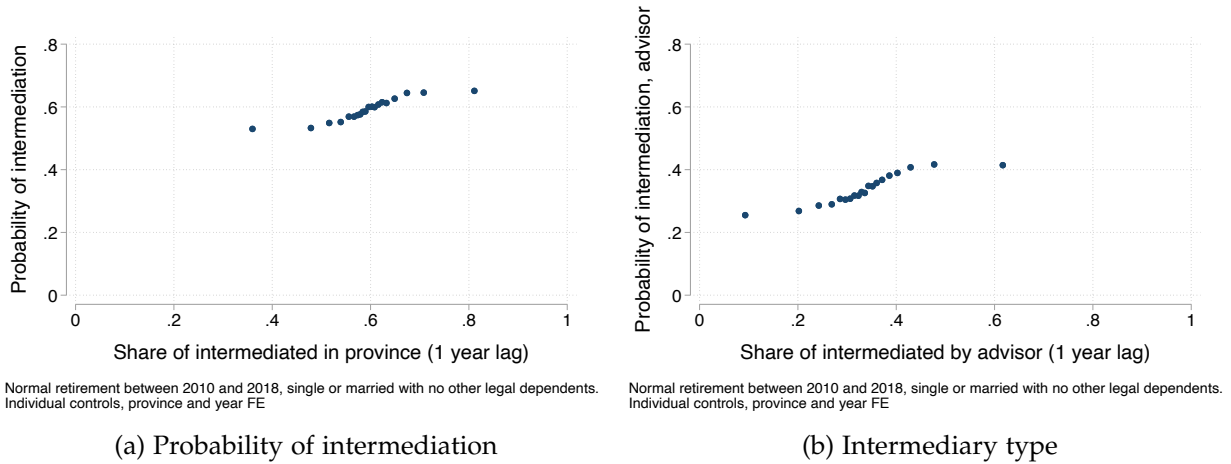 Probability of intermediation
.8
.6
.4
.2
0
0 .2 .4 .6 .8 1
Share of intermediated in province (1 year lag)
Normal retirement between 2010 and 2018, single or married with no other legal dependents.
Individual controls, province and year FE
(a) Probability of intermediation
Probability of intermediation, advisor
.8
.6
.4
.2
0
0 .2 .4 .6 .8 1
Share of intermediated by advisor (1 year lag)
Normal retirement between 2010 and 2018, single or married with no other legal dependents.
Individual controls, province and year FE
(b) Intermediary type